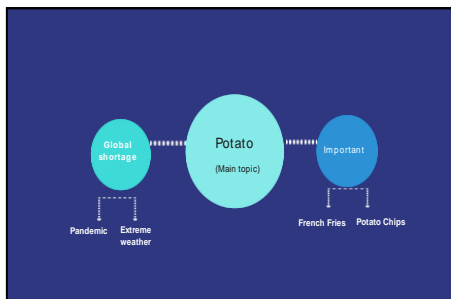 Potato
(Main topic)
Global
shortage
Pandemic
Extreme
weather
Important
French Fries
Potato Chips